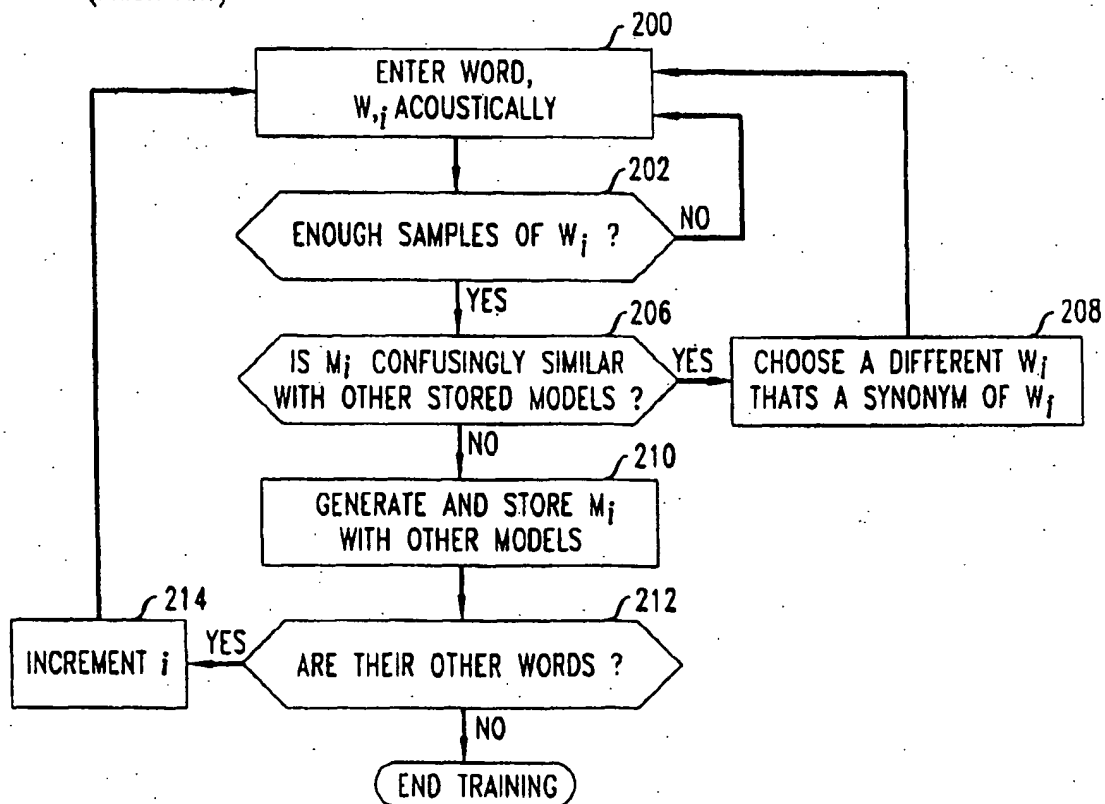 200
ENTER WORD,
W,i ACOUSTICALLY
202
ENOUGH SAMPLES OF Wi ?
NO
YES
206
IS Mi CONFUSINGLY SIMILAR
WITH OTHER STORED MODELS ?
YES
208
CHOOSE A DIFFERENT Wi
THATS A SYNONYM OF Wi
NO
210
GENERATE AND STORE Mi
WITH OTHER MODELS
214
INCREMENT i
YES
212
ARE THEIR OTHER WORDS ?
NO
END TRAINING